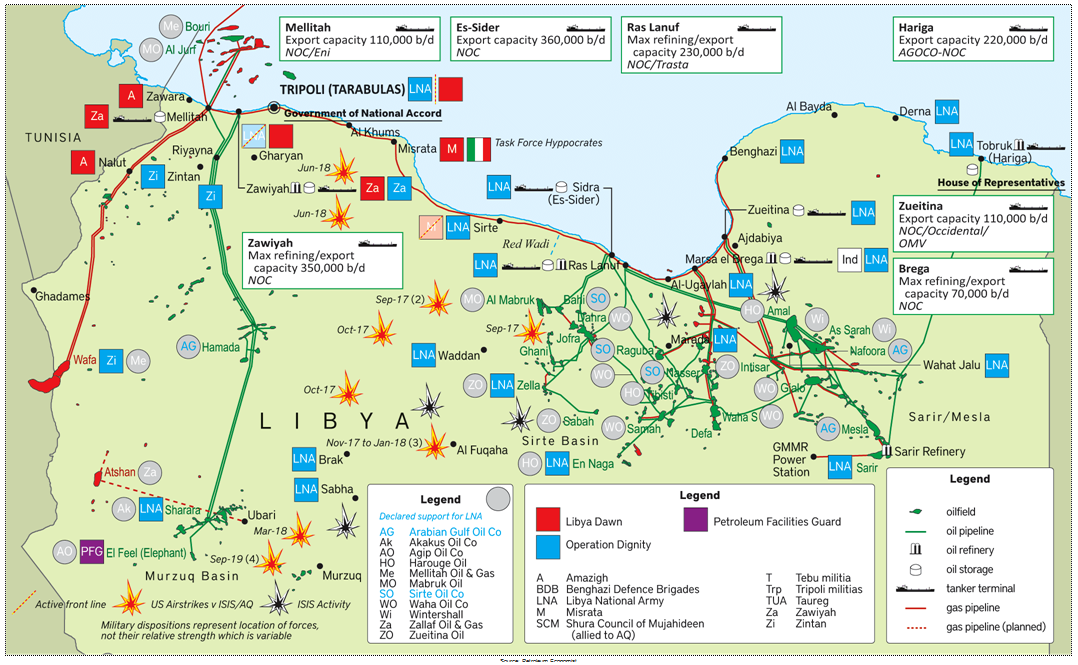 Me
Bouri
MO
Al Jurf
Mellitah
Export capacity 110,000 b/d
NOC/Eni
Es-Sider
Export capacity 360,000 b/d
NOC
Ras Lanuf
Max refining/export
capacity 230,000 b/d
NOC/Trasta
Hariga
Export capacity 220,000 b/d
AGOCO-NOC
TRIPOLI (TARABULAS)
LNA
Government of National Accord
A
Zawara
Za
Mellitah
TUNISIA
A
Nalut
Riyayna
Zi
Zintan
Zi
Gharyan
Al Khums
Misrata
M
Task Force Hyppocrates
Jun-18
Zawiyah
Za
Zi
Za
Jun-18
LNA
Sidra
(Es-Sider)
LNA
Sirte
Red Wadi
Al Bayda
Derna
LNA
LNA
Tobruk
(Hariga)
House of Representatives
Benghazi
LNA
Zueitina
LNA
Ajdabiya
Zueitina
Export capacity 110,000 b/d
NOC/Occidental/
OMV
Zawiyah
Max refining/export
capacity 350,000 b/d
NOC
LNA
Ras Lanuf
Marsa el Brega
Ind
LNA
Al-Ugaylah
LNA
Brega
Max refining/export
capacity 70,000 b/d
NOC
Ghadames
Sep-17 (2)
MO
Al Mabruk
Bahi
SO
Dahra
WO
HO
Amal
Wi
As Sarah
Wi
Oct-17
Sep-17
Jofra
Ghani
SO
Raguba
Marada
LNA
Nafoora
AG
AG
Hamada
Wafa
Zi
Me
LNA
Waddan
WO
SO
Nasser
ZO
Intisar
Wahat Jalu
LNA
Oct-17
ZO
LNA
Zella
HO
Tibisti
WO
Gialo
LIBYA
ZO
Sabah
WO
Samah
Waha S
WO
AG
Mesla
Sarir/Mesla
Defa
Nov-17 to Jan-18 (3)
Al Fuqaha
Sirte Basin
LNA
Brak
HO
LNA
En Naga
GMMR
Power
Station
LNA
Sarir
Sarir Refinery
Atshan
Za
LNA
Sabha
Ak
LNA
Sharara
Ubari
Mar-18
AO
PFG
El Feel (Elephant)
Sep-19 (4)
Murzuq Basin
Murzuq
Active front line
US Airstrikes v ISIS/AQ
ISIS Activity
Military dispositions represent location of forces,
not their relative strength which is variable
Legend
Declared support for LNA
AG Arabian Gulf Oil Co
Ak Akakus Oil Co
AO Agip Oil Co
HO Harouge Oil Co
Me Mellitah Oil & Gas
MO Mabruk Oil
SO Sirte Oil Co
WO Waha Oil Co
Wi Wintershall
Za Zallaf Oil & Gas
ZO Zueitina Oil
Legend
Libya Dawn
Petroleum Facilities Guard
Operation Dignity
A Amazigh
BDB Benghazi Defence Brigades
LNA Libya National Army
M Misrata
SCM Shura Council of Mujahideen
(allied to AQ)
T Tebu militia
Trp Tripoli militias
TUA Taureg
Za Zawiyah
Zi Zintan
Legend
oilfield
oil pipeline
oil refinery
oil storage
tanker terminal
gas pipeline
gas pipeline (planned)
Source: Petroleum Economist